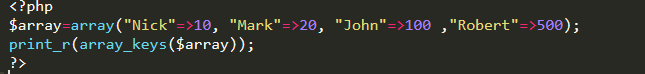 <?php
$array=array("Nick"=>10, "Mark"=>20, "John"=>100 ,"Robert"=>500);
print_r(array_keys($array));
?>